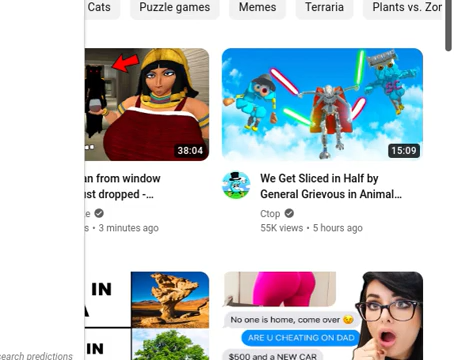 Cats
Puzzle games
Memes
Terraria
Plants vs. Zor
38:04
15:09
an from window
ust dropped -...
We Get Sliced in Half by
General Grievous in Animal...
e
s • 3 minutes ago
Ctop
55K views • 5 hours ago
IN
A
IN
No one is home, come over 😉
ARE U CHEATING ON DAD
$500 and a NEW CAR
earch predictions